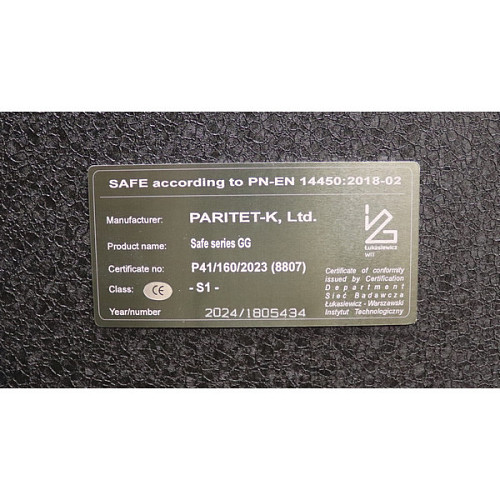 SAFE according to PN-EN 14450:2018-02
Manufacturer: PARITET-K, Ltd.
Product name: Safe series GG
Certificate no: P41/160/2023 (8807)
Class: CE - S1 -
Year/number 2024/1805434
Łukasiewicz
WIT
Certificate of conformity
issued by Certification
Department
Sieć Badawcza
Łukasiewicz - Warszawski
Instytut Technologiczny